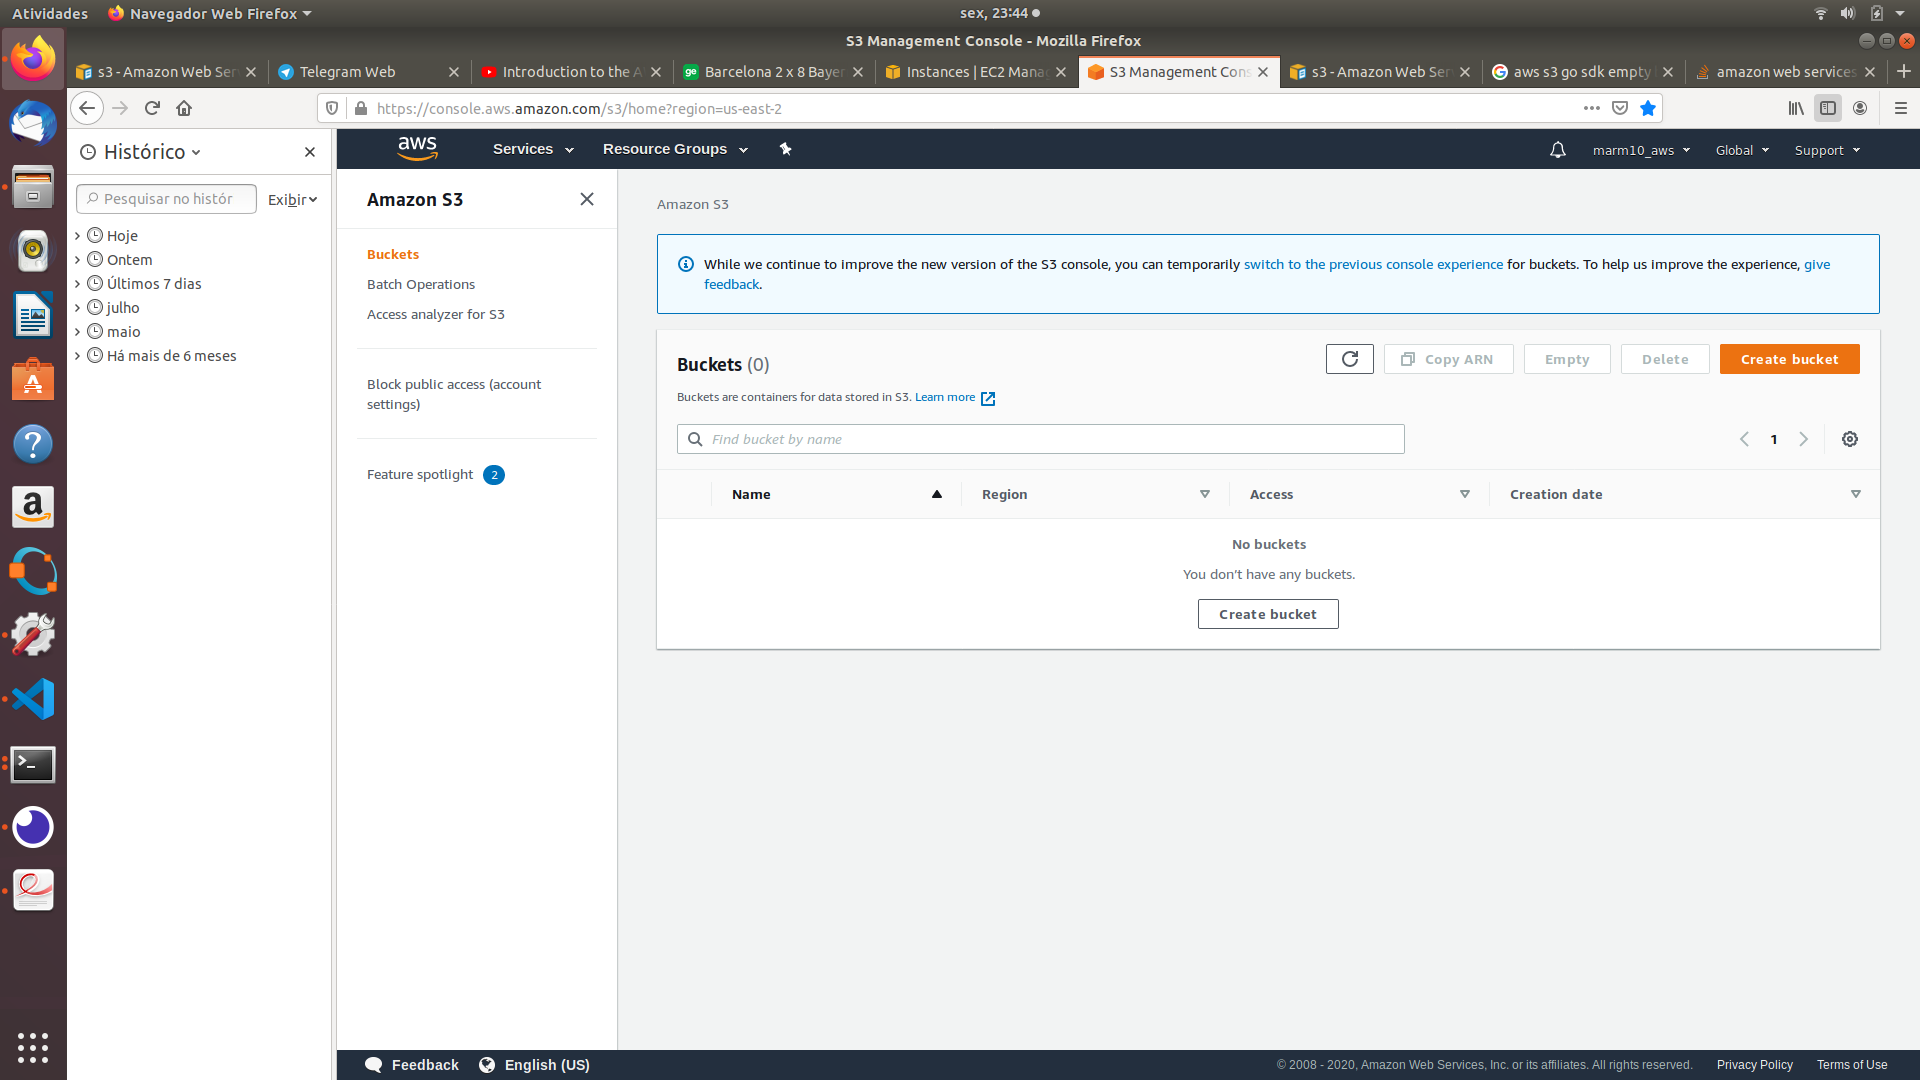 Atividades
Navegador Web Firefox
sex, 23:44
S3 Management Console - Mozilla Firefox
s3 - Amazon Web Ser
Telegram Web
Introduction to the A
Barcelona 2 x 8 Bayer
Instances | EC2 Manag
S3 Management Cons
s3 - Amazon Web Ser
aws s3 go sdk empty
amazon web services
https://console.aws.amazon.com/s3/home?region=us-east-2
Histórico
Pesquisar no histór
Exibir
Hoje
Ontem
Últimos 7 dias
julho
maio
Há mais de 6 meses
aws
Services
Resource Groups
marm10_aws
Global
Support
Amazon S3
Buckets
Batch Operations
Access analyzer for S3
Block public access (account
settings)
Feature spotlight 2
Amazon S3
While we continue to improve the new version of the S3 console, you can temporarily switch to the previous console experience for buckets. To help us improve the experience, give
feedback.
Buckets (0)
Copy ARN
Empty
Delete
Create bucket
Buckets are containers for data stored in S3. Learn more
Find bucket by name
1
Name
Region
Access
Creation date
No buckets
You don't have any buckets.
Create bucket
Feedback
English (US)
© 2008 - 2020, Amazon Web Services, Inc. or its affiliates. All rights reserved.
Privacy Policy
Terms of Use